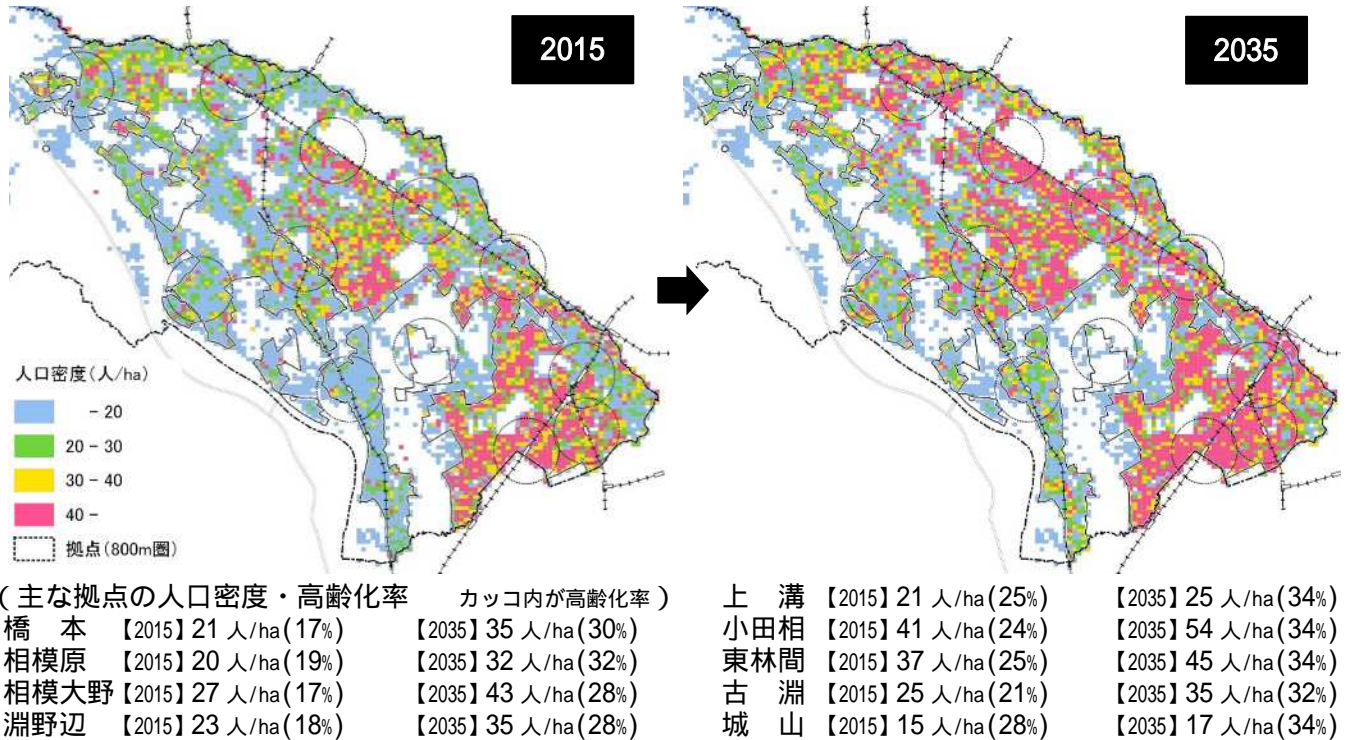 2015
2035
人口密度(人/ha)
- 20
20 - 30
30 - 40
40 -
拠点(800m圏)
(主な拠点の人口密度・高齢化率 カッコ内が高齢化率)
橋 本 【2015】21 人/ha(17%) 【2035】35 人/ha(30%)
相模原 【2015】20 人/ha(19%) 【2035】32 人/ha(32%)
相模大野【2015】27 人/ha(17%) 【2035】43 人/ha(28%)
淵野辺 【2015】23 人/ha(18%) 【2035】35 人/ha(28%)
上 溝 【2015】21 人/ha(25%) 【2035】25 人/ha(34%)
小田相 【2015】41 人/ha(24%) 【2035】54 人/ha(34%)
東林間 【2015】37 人/ha(25%) 【2035】45 人/ha(34%)
古 淵 【2015】25 人/ha(21%) 【2035】35 人/ha(32%)
城 山 【2015】15 人/ha(28%) 【2035】17 人/ha(34%)